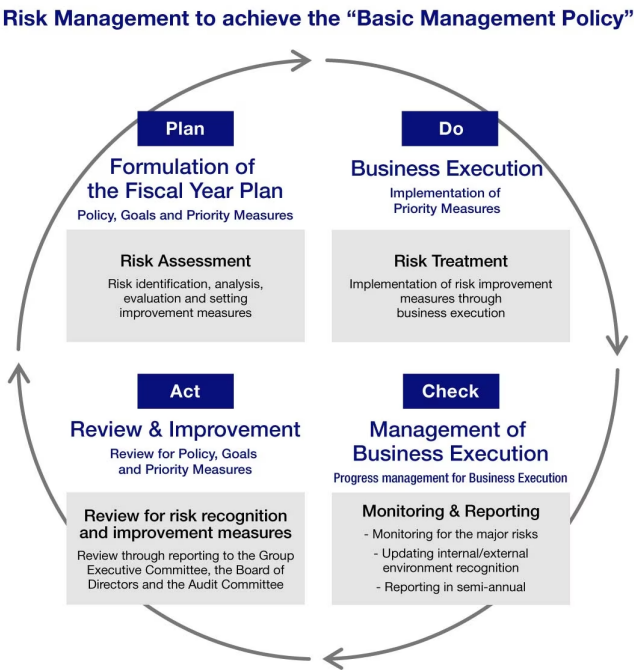 Risk Management to achieve the “Basic Management Policy”
Plan
Formulation of
the Fiscal Year Plan
Policy, Goals and Priority Measures
Risk Assessment
Risk identification, analysis,
evaluation and setting
improvement measures
Do
Business Execution
Implementation of
Priority Measures
Risk Treatment
Implementation of risk improvement
measures through
business execution
Act
Review & Improvement
Review for Policy, Goals
and Priority Measures
Review for risk recognition
and improvement measures
Review through reporting to the Group
Executive Committee, the Board of
Directors and the Audit Committee
Check
Management of
Business Execution
Progress management for Business Execution
Monitoring & Reporting
- Monitoring for the major risks
- Updating internal/external
environment recognition
- Reporting in semi-annual